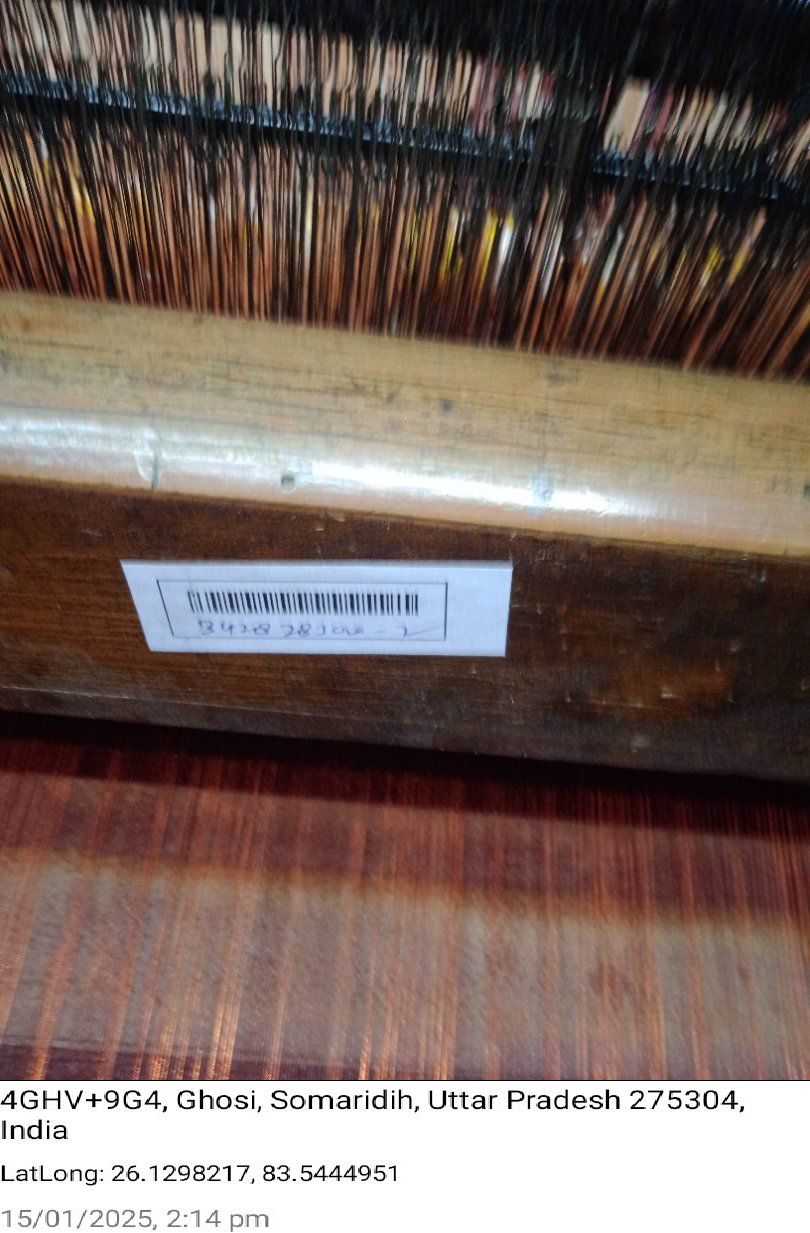 4GHV+9G4, Ghosi, Somaridih, Uttar Pradesh 275304,
India
LatLong: 26.1298217, 83.5444951
15/01/2025, 2:14 pm